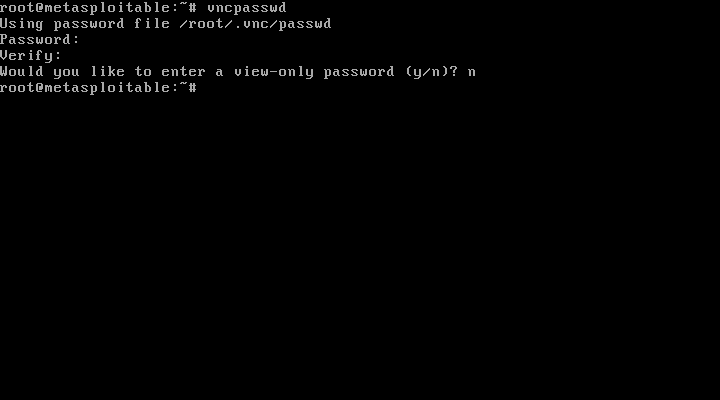 root@metasploitable:~# vncpasswd
Using password file /root/.vnc/passwd
Password:
Verify:
Would you like to enter a view-only password (y/n)? n
root@metasploitable:~#